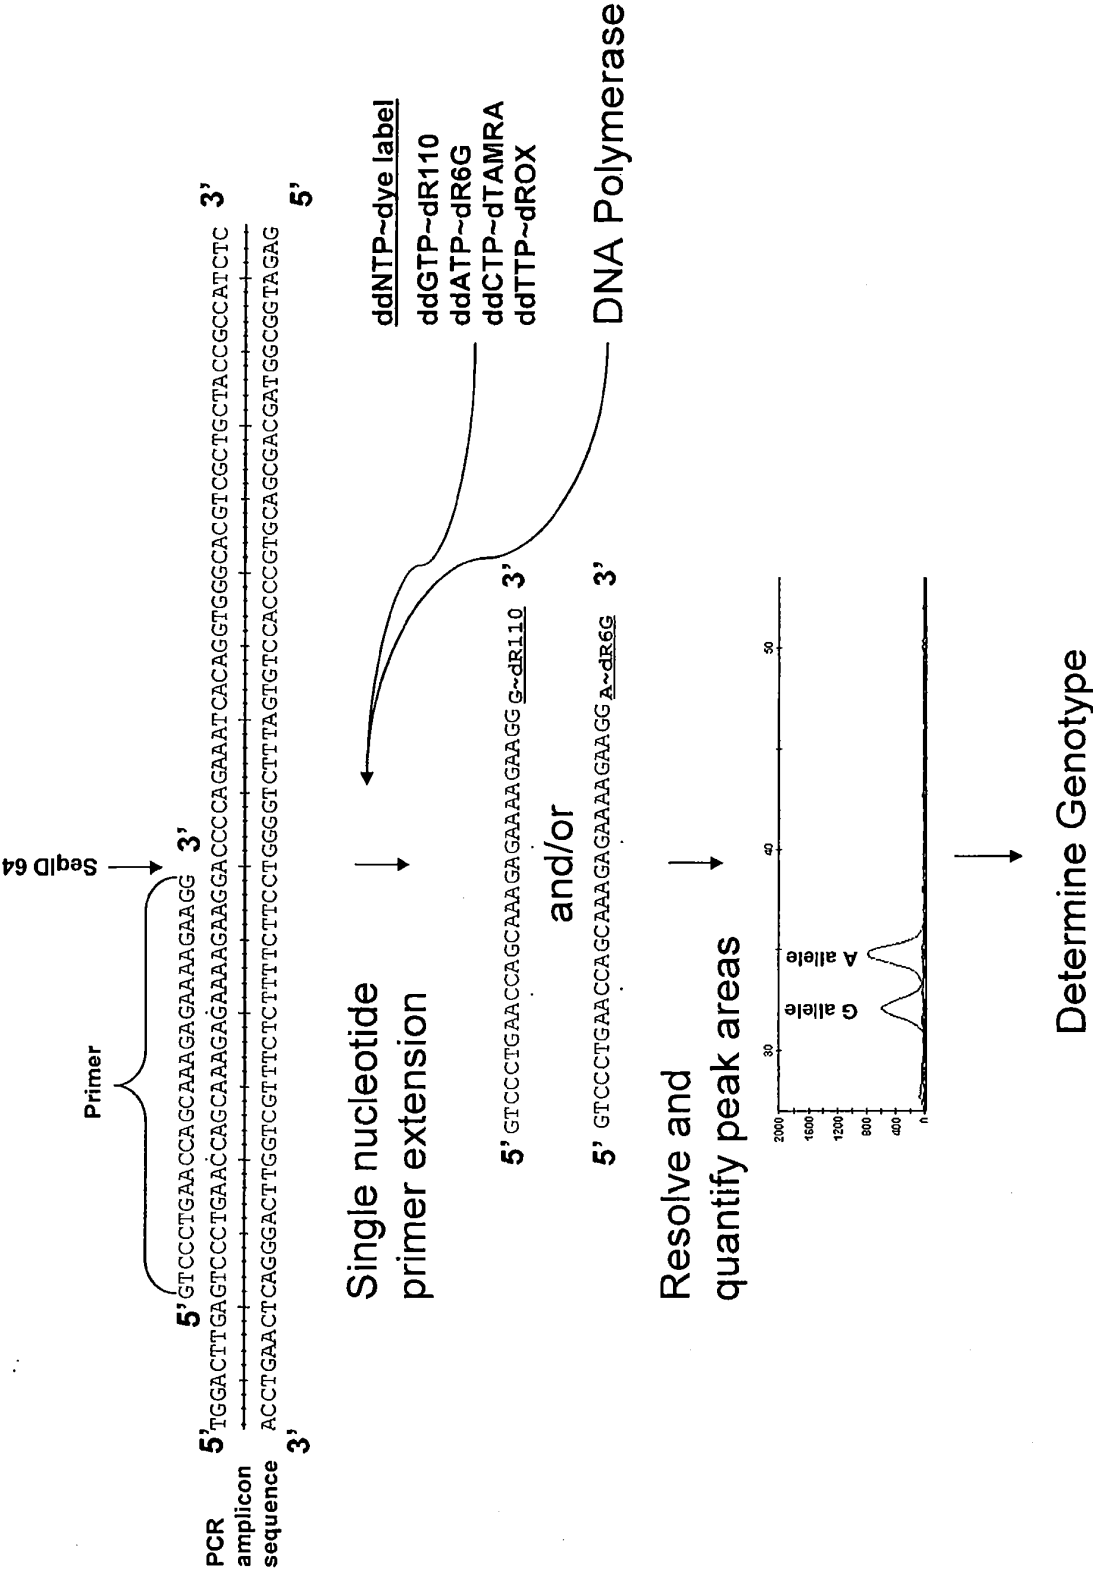 SeqID 64
Primer
5' GTCCCTGAACCAGCAAAGAGAAAAGAAGG 3'
PCR amplicon sequence
5' TGGACTTGAGTCCCTGAACCAGCAAAGAGAAAAGAAGGACCCCAGAAATCACAGGTGGGCACGTCGCTGCTACCGCCATCTC 3'
3' ACCTGAACTCAGGGACTTGGTCGTTTCTCTTTTCTTCCTGGGGTCTTTAGTGTCCACCCGTGCAGCGACGATGGCGGTAGAG 5'
Single nucleotide
primer extension
ddNTP~dye label
ddGTP~dR110
ddATP~dR6G
ddCTP~dTAMRA
ddTTP~dROX
DNA Polymerase
5' GTCCCTGAACCAGCAAAGAGAAAAGAAGG G~dR110 3'
and/or
5' GTCCCTGAACCAGCAAAGAGAAAAGAAGG A~dR6G 3'
Resolve and
quantify peak areas
30 40 50
2000
1600
1200
800
400
0
G allele
A allele
Determine Genotype